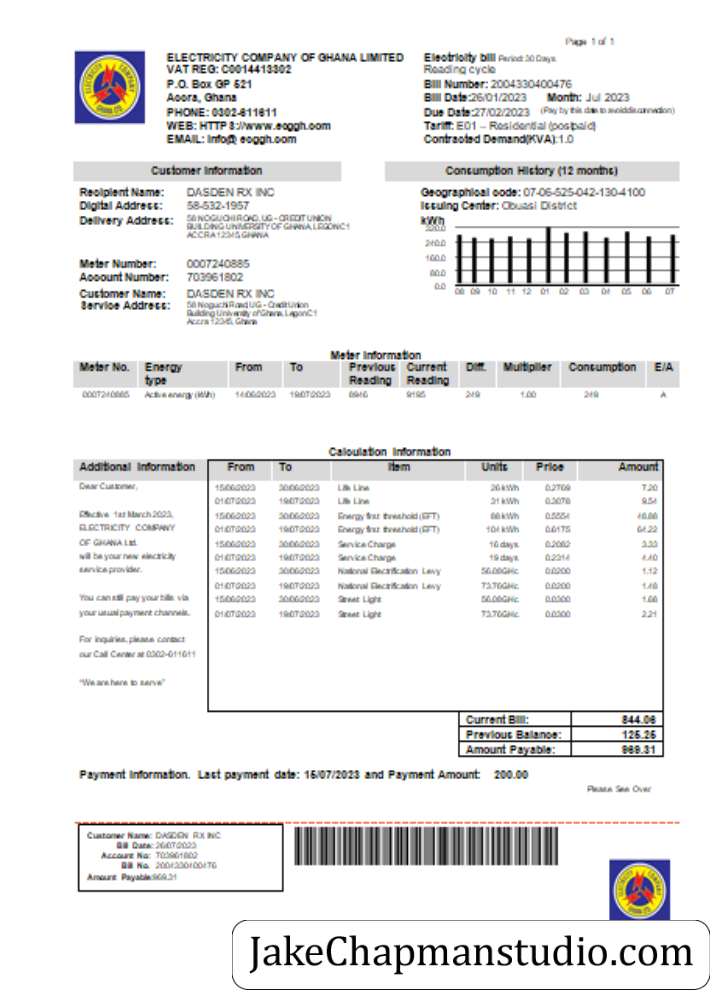 Page 1 of 1
ELECTRICITY COMPANY OF GHANA LIMITED
VAT REG: C0014413302
P.O. Box GP 521
Accra, Ghana
PHONE: 0302-611611
WEB: HTTPS://www.ecggh.com
EMAIL: Info@ ecggh.com
Electricity bill Period: 30 Days
Reading cycle
Bill Number: 2004330400476
Bill Date:26/01/2023 Month: Jul 2023
Due Date:27/02/2023 (Pay by this date to avoid disconnection)
Tariff: E01 – Residential (postpaid)
Contracted Demand(KVA):1.0
Customer Information
Recipient Name: DASDEN RX INC
Digital Address: 58-532-1957
Delivery Address: 58 NOGUCHI ROAD, UG - CREDIT UNION
BUILDING UNIVERSITY OF GHANA, LEGON C1
ACCRA 12345, GHANA
Meter Number: 0007240885
Account Number: 703961802
Customer Name: DASDEN RX INC
Service Address: 58 Noguchi Road, UG - Credit Union
Building University of Ghana, Legon C1
Accra 12345, Ghana
Consumption History (12 months)
Geographical code: 07-06-525-042-130-4100
Issuing Center: Obuasi District
kWh
320.0
240.0
160.0
80.0
0.0
08 09 10 11 12 01 02 03 04 05 06 07
Meter Information
Meter No. Energy type From To Previous Reading Current Reading Diff. Multiplier Consumption E/A
0007240885 Active energy (kWh) 14/06/2023 19/07/2023 8946 9195 249 1.00 249 A
Calculation Information
Additional Information
Dear Customer,
Effective 1st March 2023,
ELECTRICITY COMPANY
OF GHANA Ltd.
will be your new electricity
service provider.
You can still pay your bills via
your usual payment channels.
For inquiries, please contact
our Call Center at 0302-611611
"We are here to serve"
From To Item Units Price Amount
15/06/2023 30/06/2023 Life Line 26 kWh 0.2769 7.20
01/07/2023 19/07/2023 Life Line 31 kWh 0.3078 9.54
15/06/2023 30/06/2023 Energy first threshold (EFT) 88 kWh 0.5554 48.88
01/07/2023 19/07/2023 Energy first threshold (EFT) 104 kWh 0.6175 64.22
15/06/2023 30/06/2023 Service Charge 16 days 0.2082 3.33
01/07/2023 19/07/2023 Service Charge 19 days 0.2314 4.40
15/06/2023 30/06/2023 National Electrification Levy 56.08GHc 0.0200 1.12
01/07/2023 19/07/2023 National Electrification Levy 73.76GHc 0.0200 1.48
15/06/2023 30/06/2023 Street Light 56.08GHc 0.0300 1.68
01/07/2023 19/07/2023 Street Light 73.76GHc 0.0300 2.21
Current Bill: 844.06
Previous Balance: 125.25
Amount Payable: 969.31
Payment Information. Last payment date: 15/07/2023 and Payment Amount: 200.00
Please See Over
Customer Name: DASDEN RX INC
Bill Date: 26/07/2023
Account No: 703961802
Bill No. 2004330400476
Amount Payable:969.31
ELECTRICITY COMPANY
GHANA LTD.
JakeChapmanstudio.com